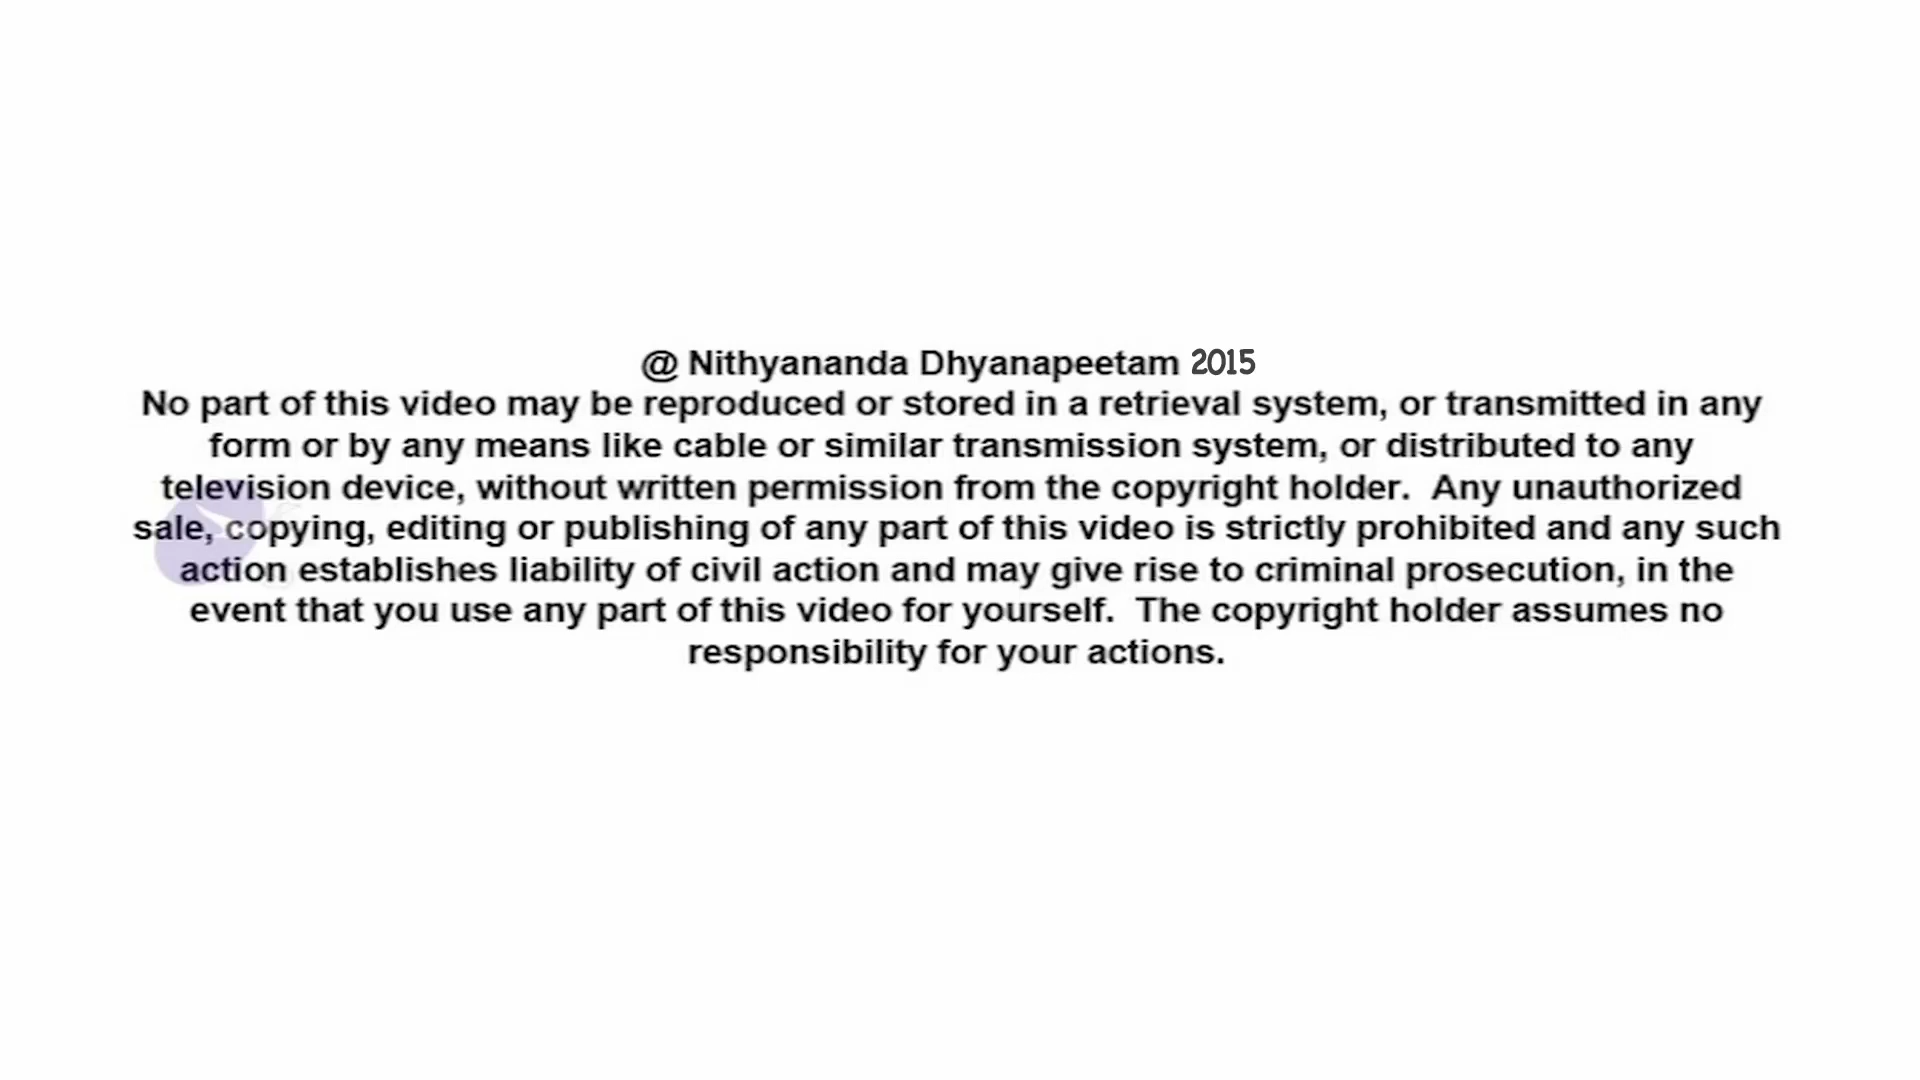 @ Nithyananda Dhyanapeetam 2015
No part of this video may be reproduced or stored in a retrieval system, or transmitted in any
form or by any means like cable or similar transmission system, or distributed to any
television device, without written permission from the copyright holder.  Any unauthorized
sale, copying, editing or publishing of any part of this video is strictly prohibited and any such
action establishes liability of civil action and may give rise to criminal prosecution, in the
event that you use any part of this video for yourself.  The copyright holder assumes no
responsibility for your actions.